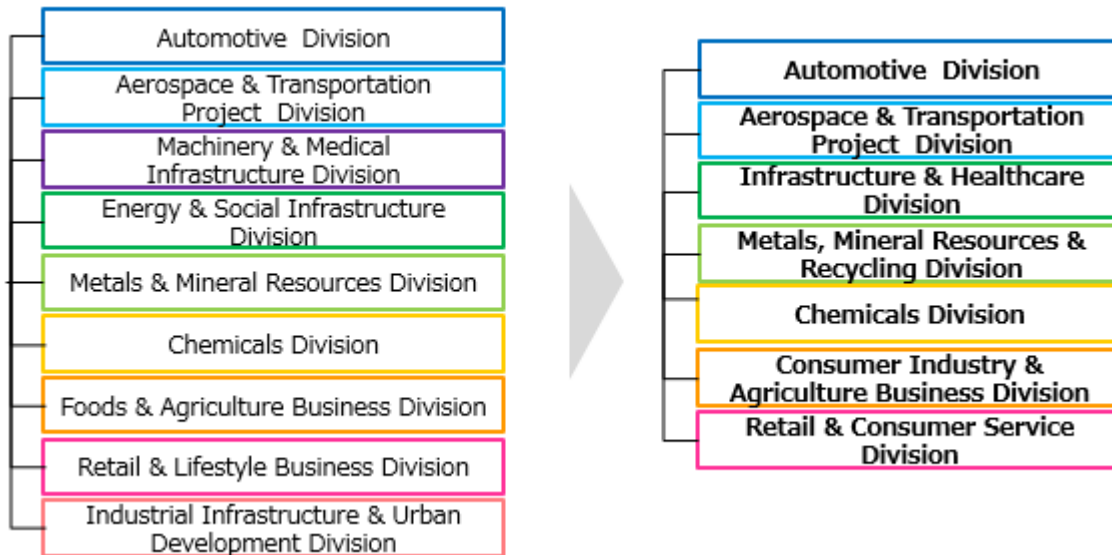 Automotive Division
Aerospace & Transportation
Project Division
Machinery & Medical
Infrastructure Division
Energy & Social Infrastructure
Division
Metals & Mineral Resources Division
Chemicals Division
Foods & Agriculture Business Division
Retail & Lifestyle Business Division
Industrial Infrastructure & Urban
Development Division
Automotive Division
Aerospace & Transportation
Project Division
Infrastructure & Healthcare
Division
Metals, Mineral Resources &
Recycling Division
Chemicals Division
Consumer Industry &
Agriculture Business Division
Retail & Consumer Service
Division